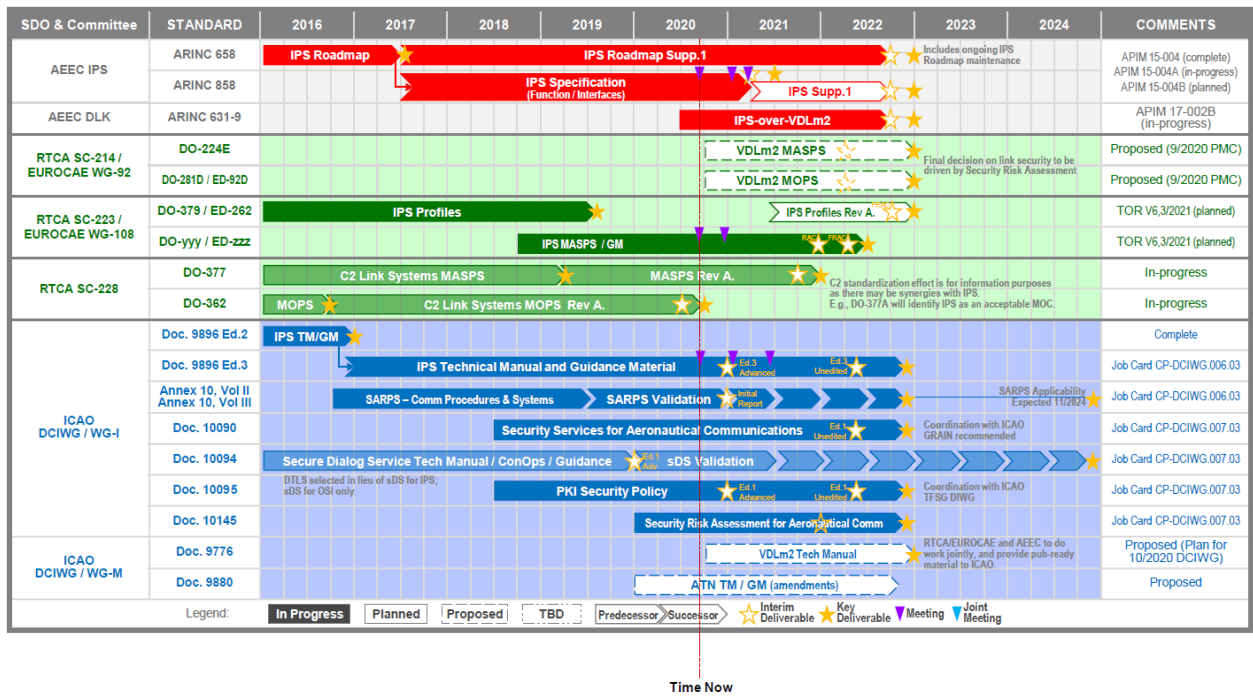 SDO & Committee STANDARD 2016 2017 2018 2019 2020 2021 2022 2023 2024 COMMENTS
AEEC IPS
ARINC 658
IPS Roadmap
IPS Roadmap Supp.1
Includes ongoing IPS
Roadmap maintenance
APIM 15-004 (complete)
APIM 15-004A (in-progress)
APIM 15-004B (planned)
ARINC 858
IPS Specification
(Function / Interfaces)
IPS Supp.1
AEEC DLK
ARINC 631-9
IPS-over-VDLm2
APIM 17-002B
(in-progress)
RTCA SC-214 /
EUROCAE WG-92
DO-224E
VDLm2 MASPS
Final decision on link security to be
driven by Security Risk Assessment
Proposed (9/2020 PMC)
DO-281D / ED-92D
VDLm2 MOPS
Proposed (9/2020 PMC)
RTCA SC-223 /
EUROCAE WG-108
DO-379 / ED-262
IPS Profiles
IPS Profiles Rev A.
TOR V6,3/2021 (planned)
DO-yyy / ED-zzz
IPS MASPS / GM
RAC
FRAC
TOR V6,3/2021 (planned)
RTCA SC-228
DO-377
C2 Link Systems MASPS
MASPS Rev A.
In-progress
C2 standardization effort is for information purposes
as there may be synergies with IPS.
E.g., DO-377A will identify IPS as an acceptable MOC.
DO-362
MOPS
C2 Link Systems MOPS Rev A.
In-progress
ICAO
DCIWG / WG-I
Doc. 9896 Ed.2
IPS TM/GM
Complete
Doc. 9896 Ed.3
IPS Technical Manual and Guidance Material
Ed.3
Advanced
Ed.3
Unedited
Job Card CP-DCIWG.006.03
Annex 10, Vol II
Annex 10, Vol III
SARPS – Comm Procedures & Systems
SARPS Validation
Initial
Report
SARPS Applicability
Expected 11/2024
Job Card CP-DCIWG.006.03
Doc. 10090
Security Services for Aeronautical Communications
Ed.1
Unedited
Coordination with ICAO
GRAIN recommended
Job Card CP-DCIWG.007.03
Doc. 10094
Secure Dialog Service Tech Manual / ConOps / Guidance
Ed.1
Adv.
sDS Validation
Job Card CP-DCIWG.007.03
DTLS selected in lieu of sDS for IPS;
sDS for OSI only.
Doc. 10095
PKI Security Policy
Ed.1
Advanced
Ed.1
Unedited
Coordination with ICAO
TFSG DIWG
Job Card CP-DCIWG.007.03
Doc. 10145
Security Risk Assessment for Aeronautical Comm
Job Card CP-DCIWG.007.03
ICAO
DCIWG / WG-M
Doc. 9776
VDLm2 Tech Manual
RTCA/EUROCAE and AEEC to do
work jointly, and provide pub-ready
material to ICAO.
Proposed (Plan for
10/2020 DCIWG)
Doc. 9880
ATN TM / GM (amendments)
Proposed
Legend: In Progress Planned Proposed TBD Predecessor Successor
Interim
Deliverable
Key
Deliverable
Meeting
Joint
Meeting
Time Now